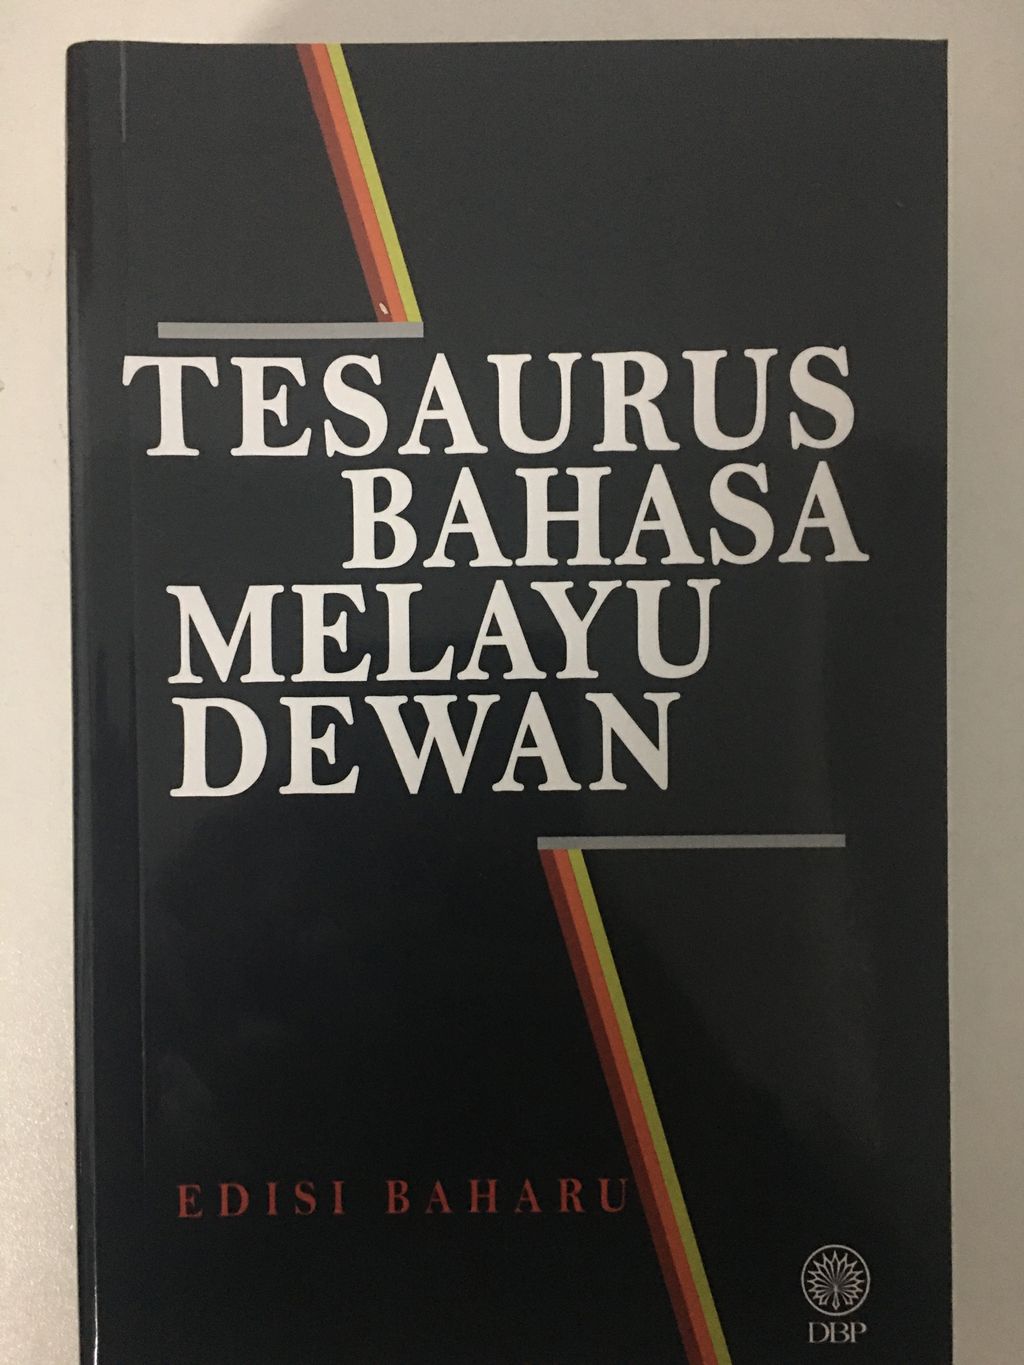 TESAURUS
BAHASA
MELAYU
DEWAN
EDISI BAHARU
DBP